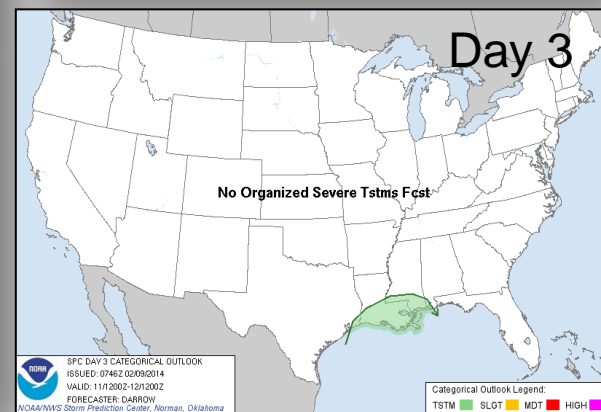 Day 3
No Organized Severe Tstms Fcst
NOAA
SPC DAY 3 CATEGORICAL OUTLOOK
ISSUED: 0746Z 02/09/2014
VALID: 11/1200Z-12/1200Z
FORECASTER: DARROW
NOAA/NWS Storm Prediction Center, Norman, Oklahoma
Categorical Outlook Legend:
TSTM SLGT MDT HIGH